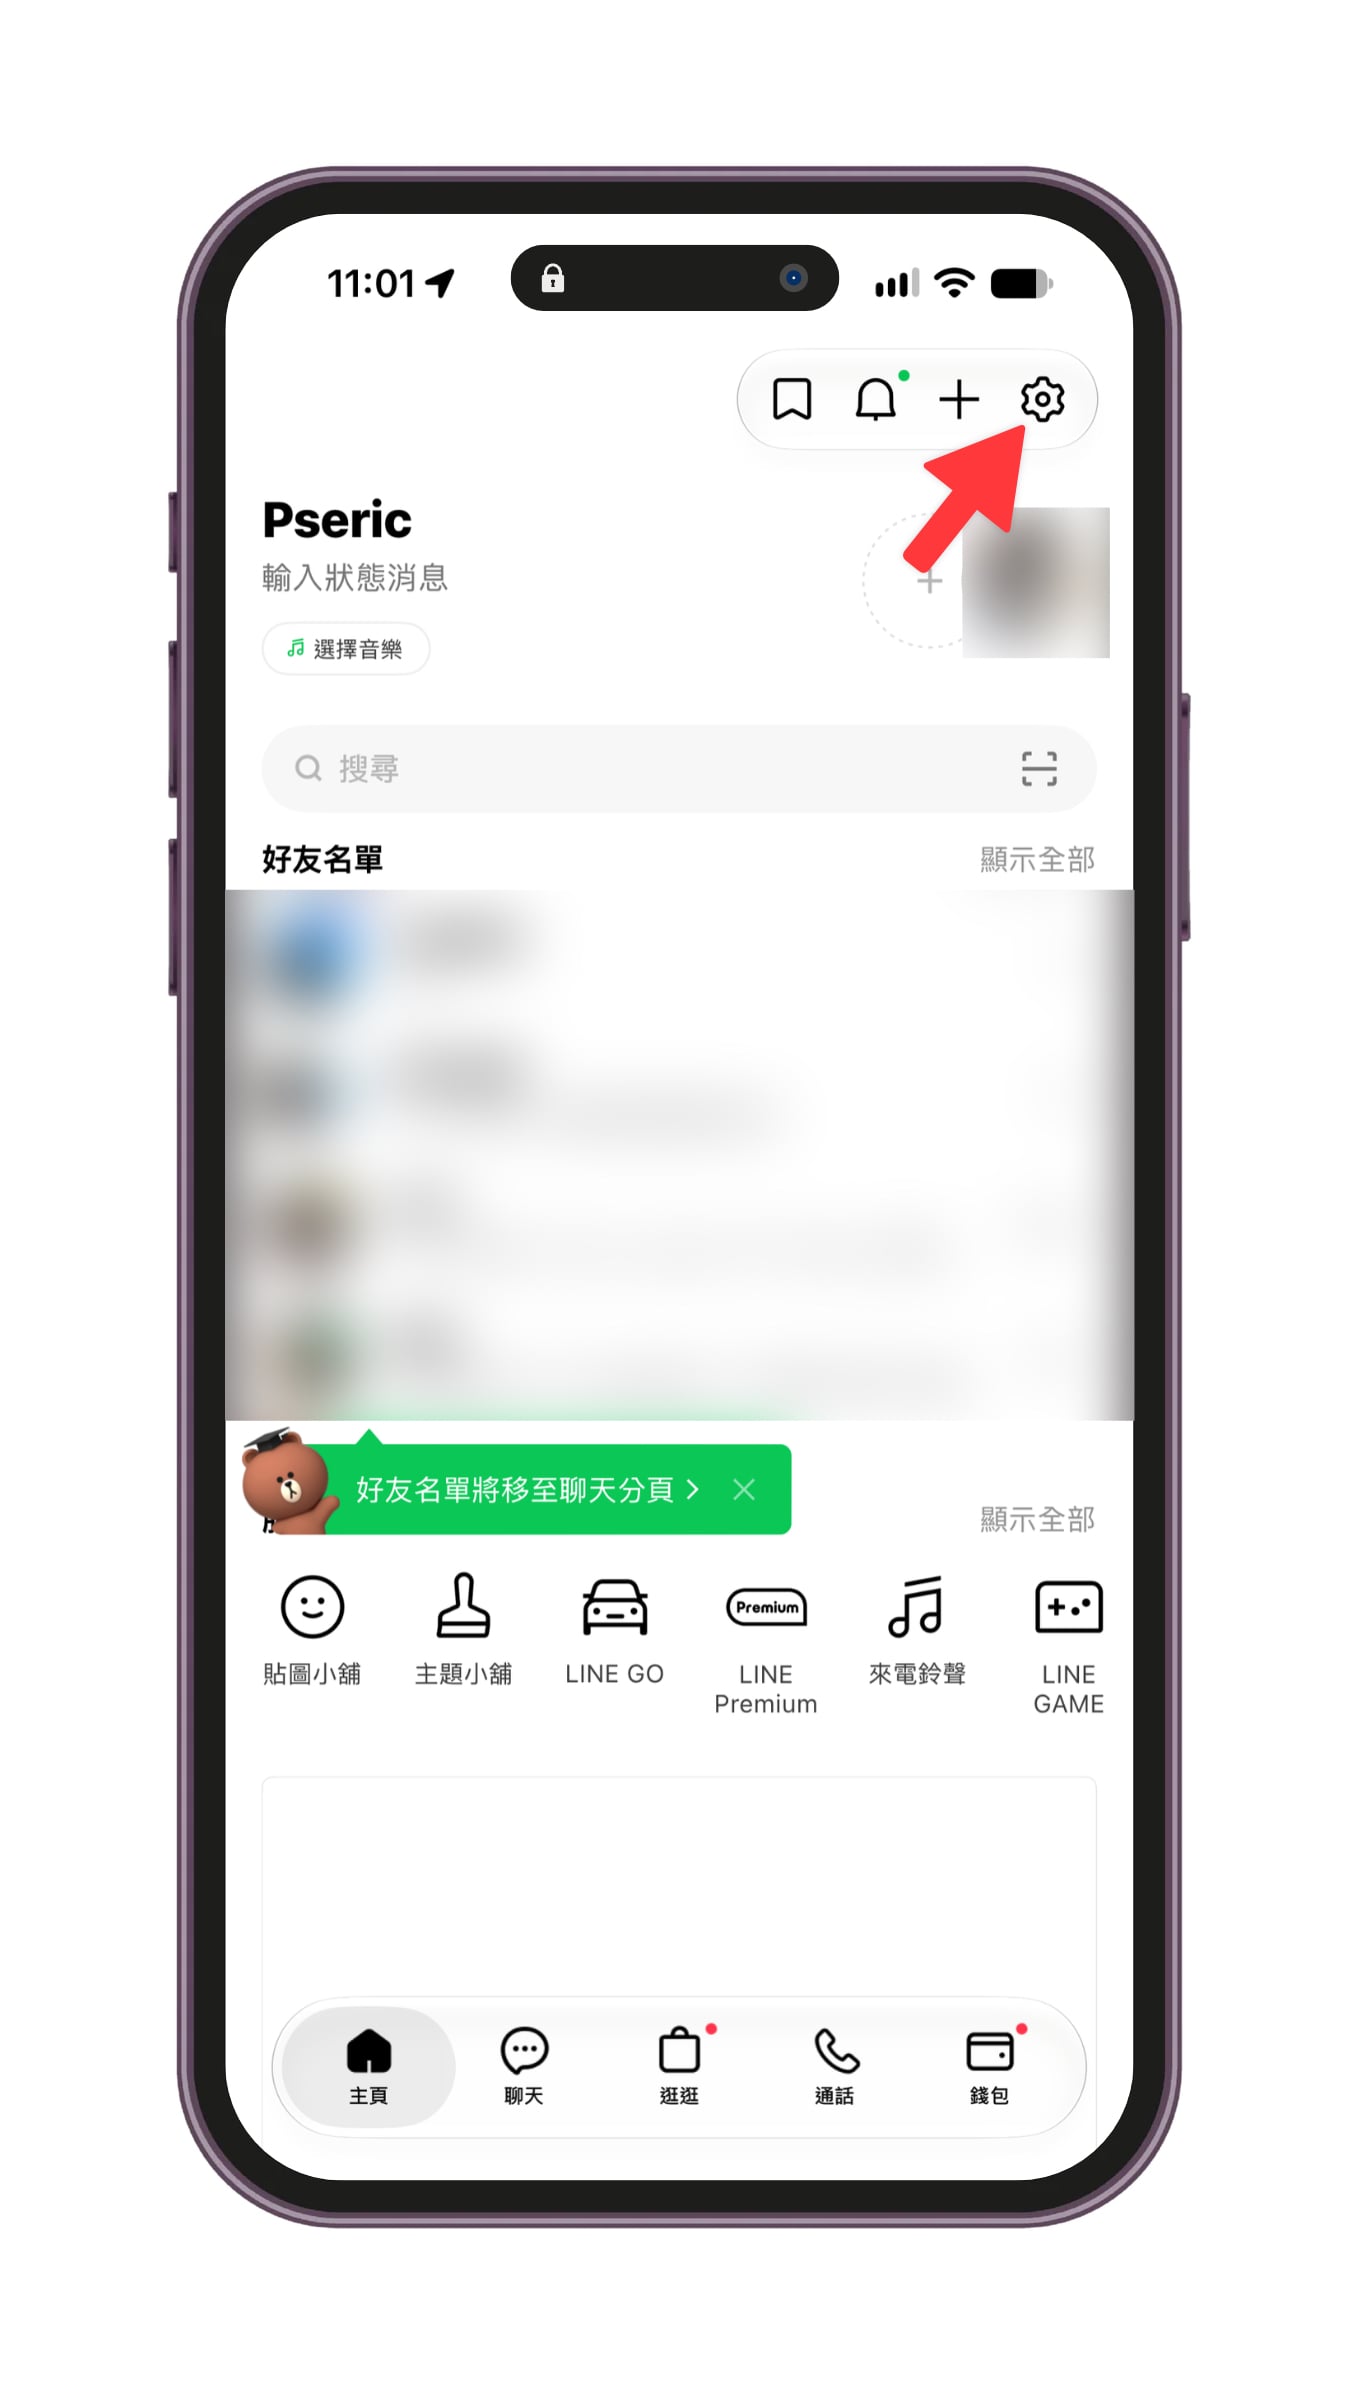 11:01
Pseric
輸入狀態消息
選擇音樂
搜尋
好友名單
顯示全部
好友名單將移至聊天分頁
顯示全部
貼圖小舖
主題小舖
LINE GO
Premium
LINE
Premium
來電鈴聲
LINE
GAME
主頁
聊天
逛逛
通話
錢包